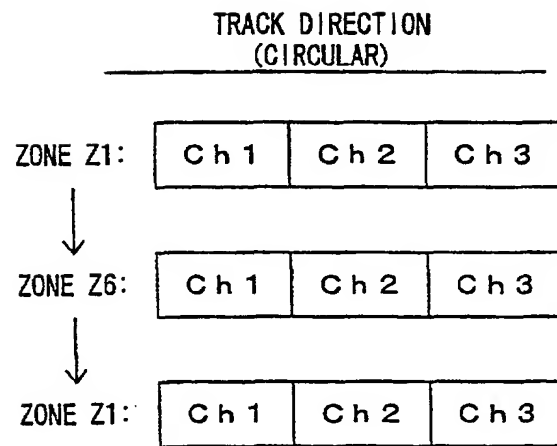 TRACK DIRECTION
(CIRCULAR)
ZONE Z1: Ch1 Ch2 Ch3
ZONE Z6: Ch1 Ch2 Ch3
ZONE Z1: Ch1 Ch2 Ch3